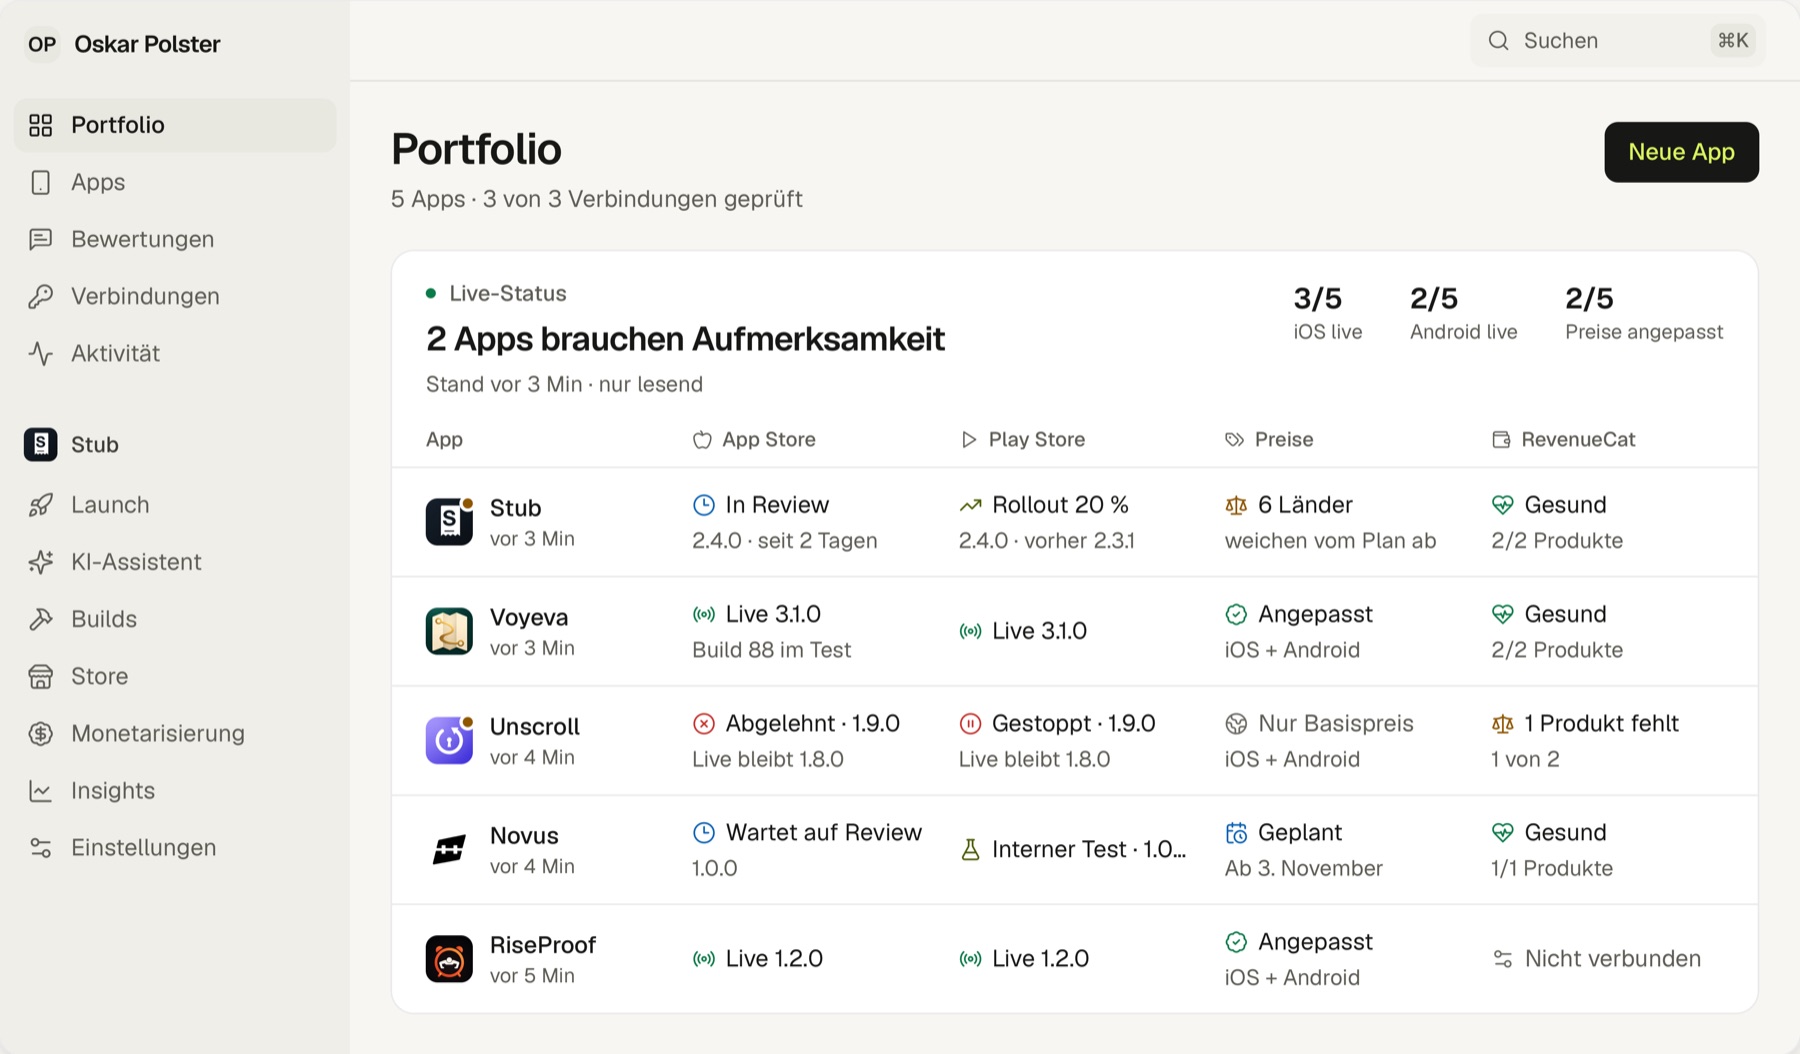 OP Oskar Polster
Suchen ⌘K
Portfolio
Apps
Bewertungen
Verbindungen
Aktivität
S Stub
Launch
KI-Assistent
Builds
Store
Monetarisierung
Insights
Einstellungen
Portfolio
5 Apps · 3 von 3 Verbindungen geprüft
Neue App
Live-Status
2 Apps brauchen Aufmerksamkeit
Stand vor 3 Min · nur lesend
3/5 2/5 2/5
iOS live Android live Preise angepasst
App App Store Play Store Preise RevenueCat
S Stub In Review Rollout 20 % 6 Länder Gesund
vor 3 Min 2.4.0 · seit 2 Tagen 2.4.0 · vorher 2.3.1 weichen vom Plan ab 2/2 Produkte
Voyeva Live 3.1.0 Live 3.1.0 Angepasst Gesund
vor 3 Min Build 88 im Test iOS + Android 2/2 Produkte
Unscroll Abgelehnt · 1.9.0 Gestoppt · 1.9.0 Nur Basispreis 1 Produkt fehlt
vor 4 Min Live bleibt 1.8.0 Live bleibt 1.8.0 iOS + Android 1 von 2
Novus Wartet auf Review Interner Test · 1.0... Geplant Gesund
vor 4 Min 1.0.0 Ab 3. November 1/1 Produkte
RiseProof Live 1.2.0 Live 1.2.0 Angepasst Nicht verbunden
vor 5 Min iOS + Android